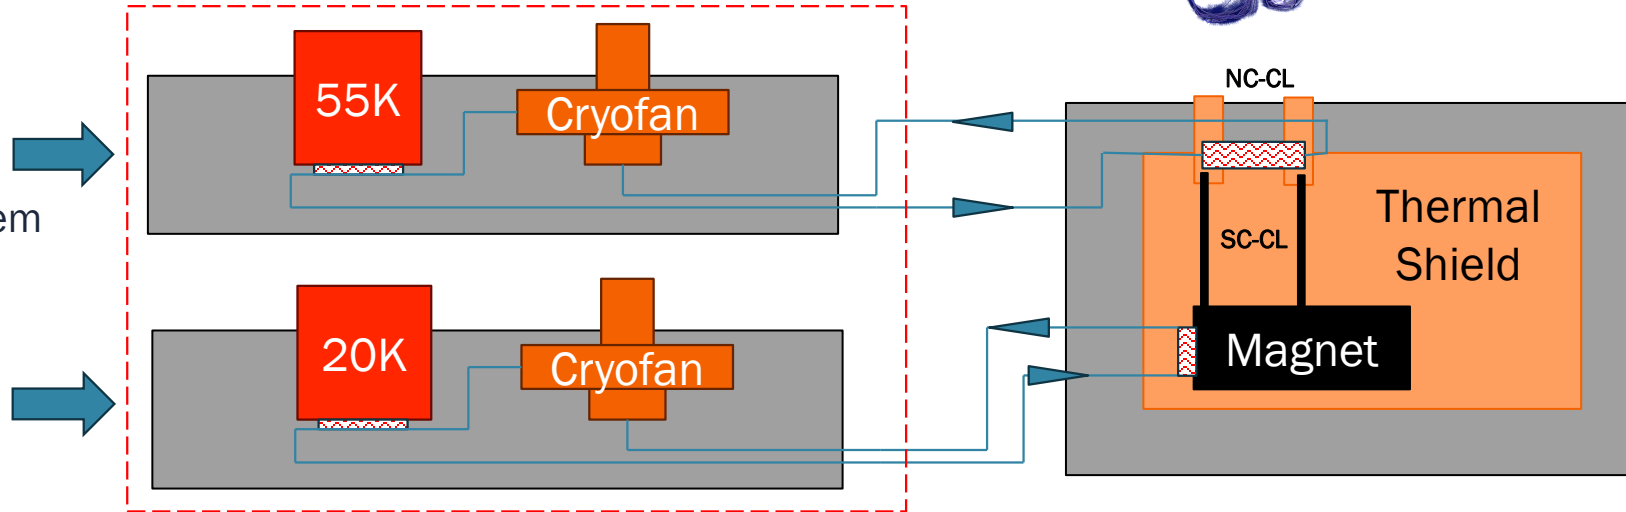 NC-CL
55K
Cryofan
em
Thermal
Shield
SC-CL
20K
Cryofan
Magnet